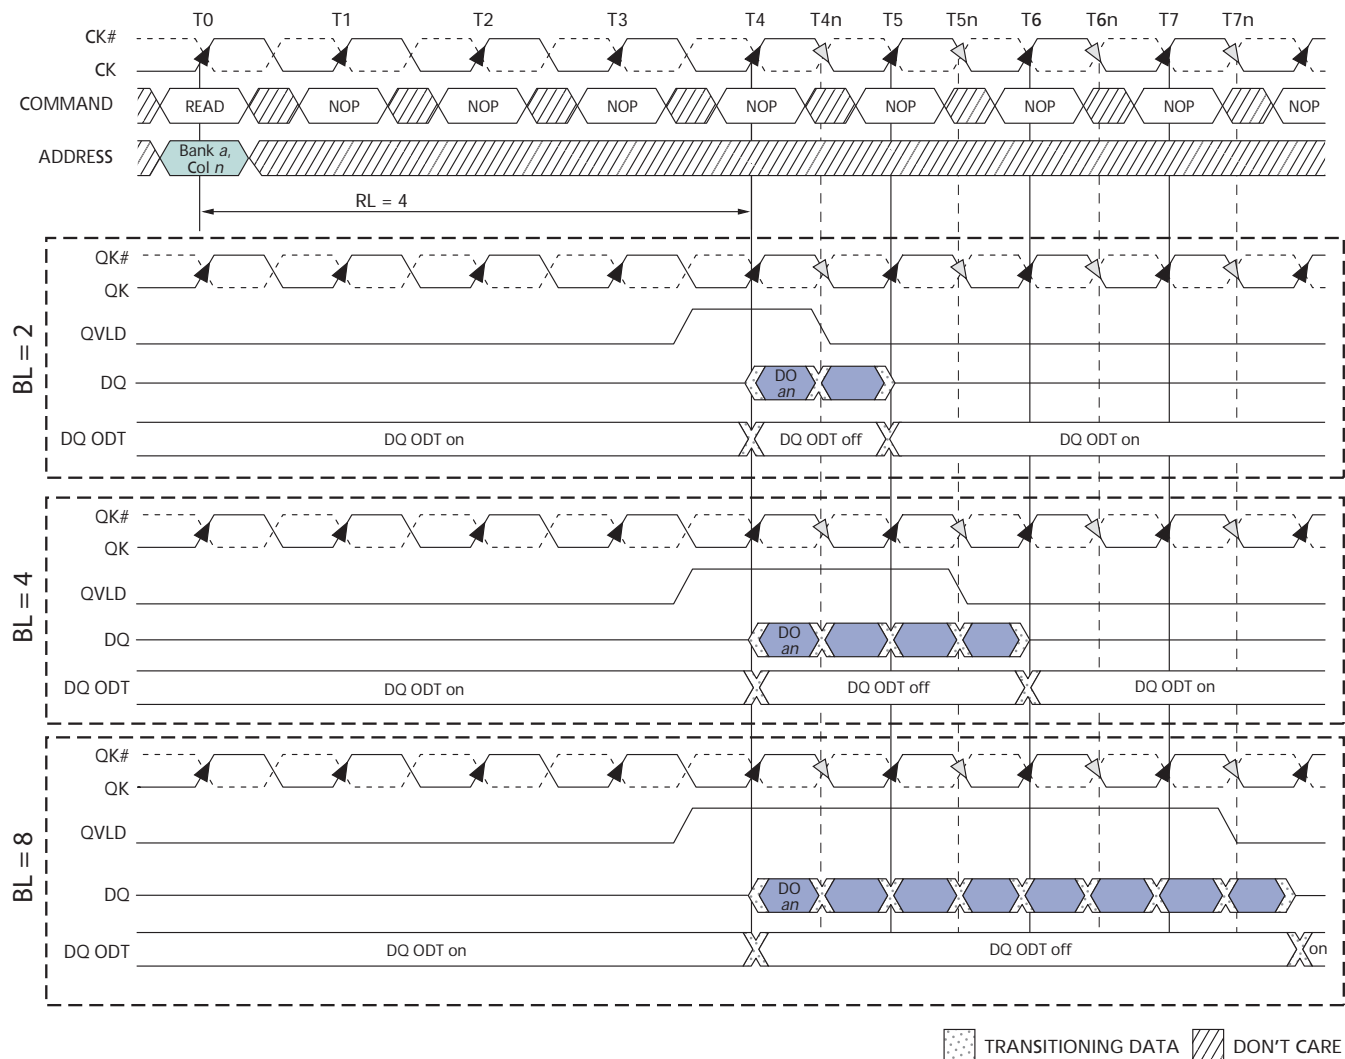 T0 T1 T2 T3 T4 T4n T5 T5n T6 T6n T7 T7n
CK#
CK
COMMAND READ NOP NOP NOP NOP NOP NOP NOP NOP
ADDRESS Bank a, Col n
RL = 4
BL = 2
QK#
QK
QVLD
DQ DO an
DQ ODT DQ ODT on DQ ODT off DQ ODT on
BL = 4
QK#
QK
QVLD
DQ DO an
DQ ODT DQ ODT on DQ ODT off DQ ODT on
BL = 8
QK#
QK
QVLD
DQ DO an
DQ ODT DQ ODT on DQ ODT off on
TRANSITIONING DATA DON'T CARE